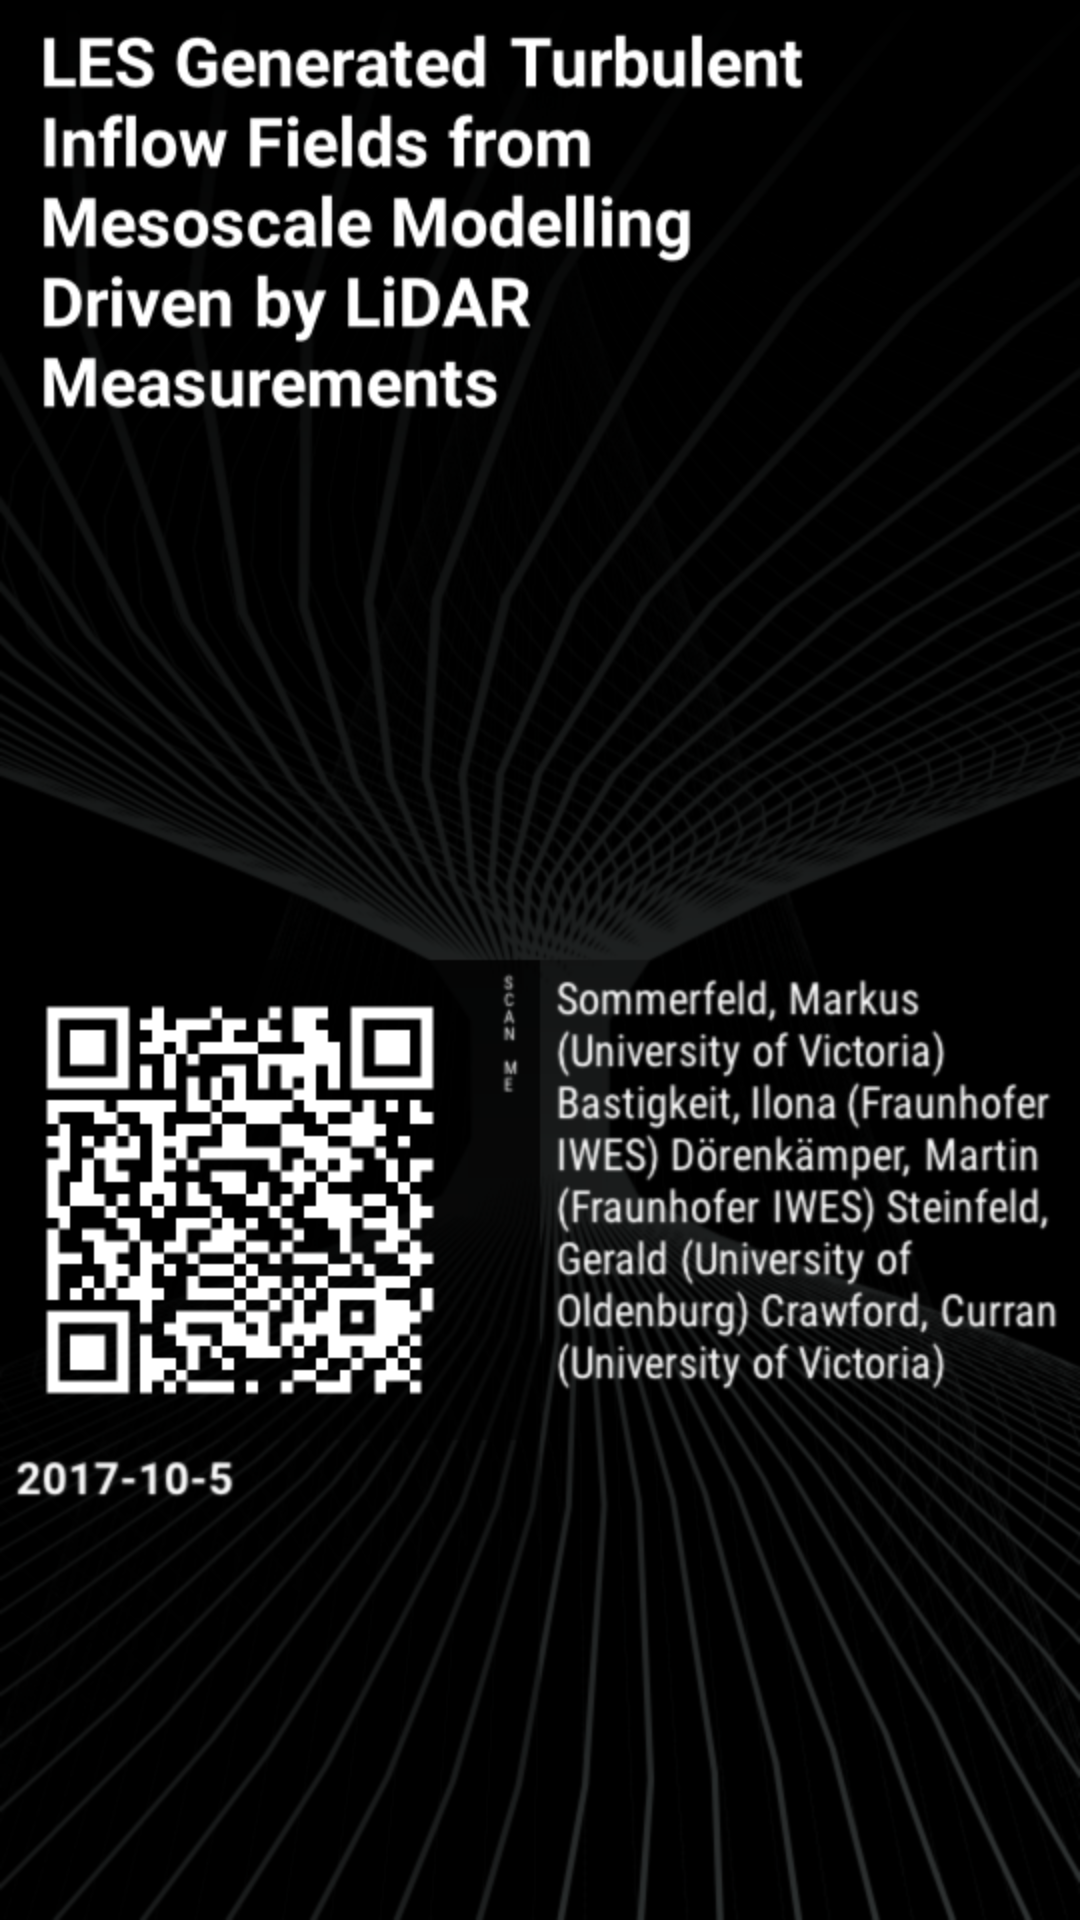 LES Generated Turbulent
Inflow Fields from
Mesoscale Modelling
Driven by LiDAR
Measurements
SCAN ME
Sommerfeld, Markus
(University of Victoria)
Bastigkeit, Ilona (Fraunhofer
IWES) Dörenkämper, Martin
(Fraunhofer IWES) Steinfeld,
Gerald (University of
Oldenburg) Crawford, Curran
(University of Victoria)
2017-10-5